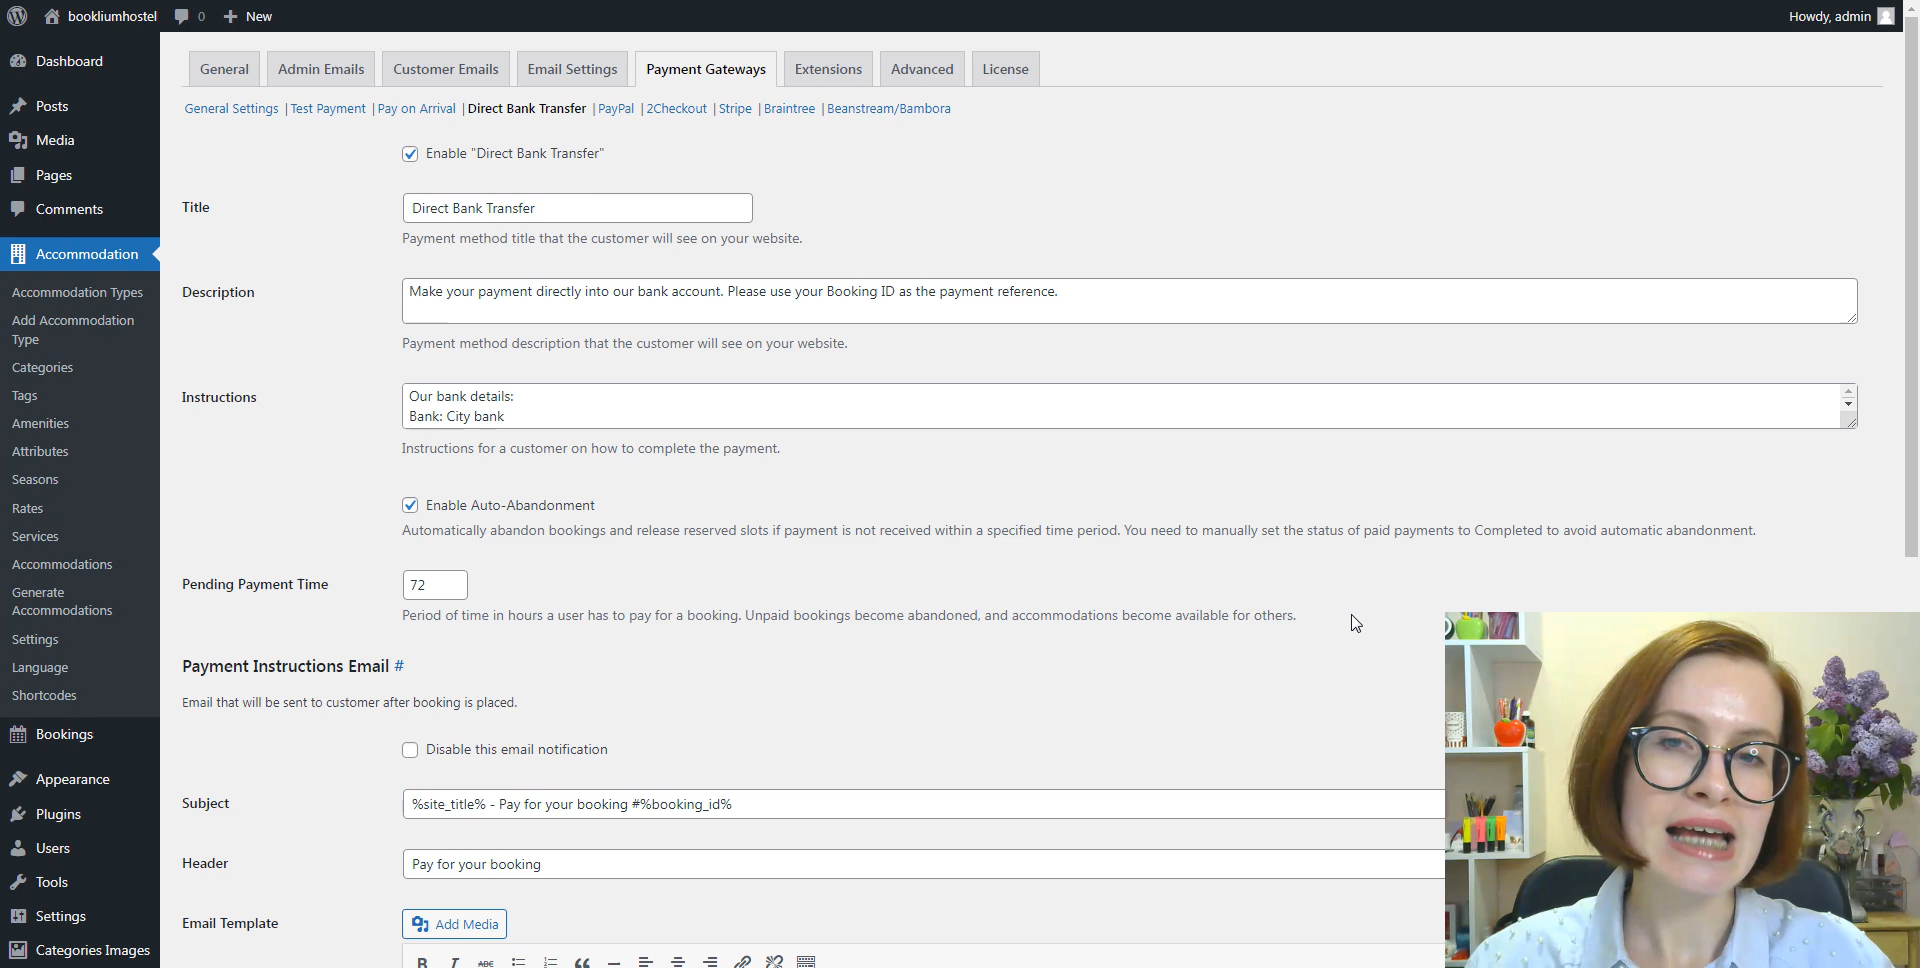 bookliumhostel 0 New Howdy, admin
Dashboard
Posts
Media
Pages
Comments
Accommodation
Accommodation Types
Add Accommodation
Type
Categories
Tags
Amenities
Attributes
Seasons
Rates
Services
Accommodations
Generate
Accommodations
Settings
Language
Shortcodes
Bookings
Appearance
Plugins
Users
Tools
Settings
Categories Images
General Admin Emails Customer Emails Email Settings Payment Gateways Extensions Advanced License
General Settings | Test Payment | Pay on Arrival | Direct Bank Transfer | PayPal | 2Checkout | Stripe | Braintree | Beanstream/Bambora
Enable "Direct Bank Transfer"
Title
Direct Bank Transfer
Payment method title that the customer will see on your website.
Description
Make your payment directly into our bank account. Please use your Booking ID as the payment reference.
Payment method description that the customer will see on your website.
Instructions
Our bank details:
Bank: City bank
Instructions for a customer on how to complete the payment.
Enable Auto-Abandonment
Automatically abandon bookings and release reserved slots if payment is not received within a specified time period. You need to manually set the status of paid payments to Completed to avoid automatic abandonment.
Pending Payment Time
72
Period of time in hours a user has to pay for a booking. Unpaid bookings become abandoned, and accommodations become available for others.
Payment Instructions Email #
Email that will be sent to customer after booking is placed.
Disable this email notification
Subject
%site_title% - Pay for your booking #%booking_id%
Header
Pay for your booking
Email Template
Add Media
B I ABC